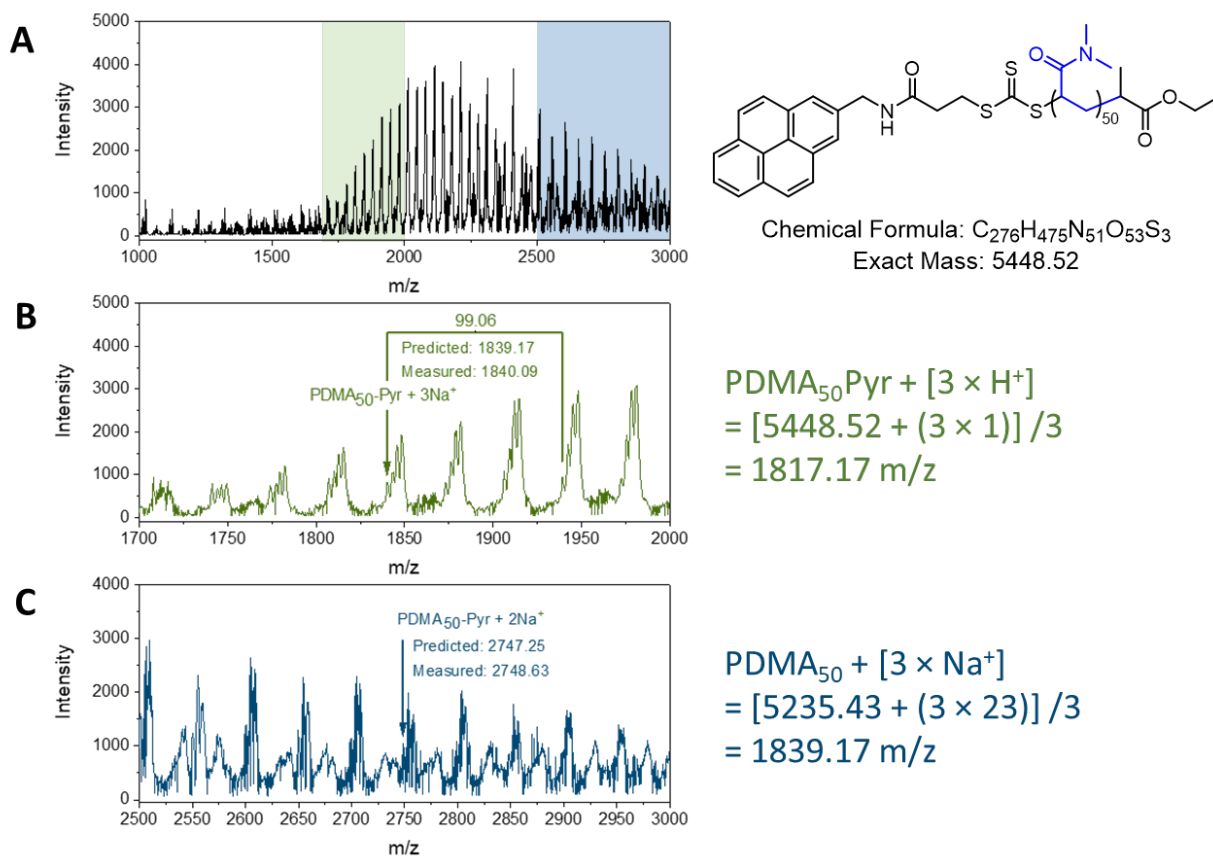 A
5000
4000
3000
2000
1000
0
Intensity
1000 1500 2000 2500 3000
m/z
O
N
O
N
H
S
S
S
50
O
O
Chemical Formula: C₂₇₆H₄₇₅N₅₁O₅₃S₃
Exact Mass: 5448.52
B
5000
4000
3000
2000
1000
0
Intensity
99.06
Predicted: 1839.17
Measured: 1840.09
PDMA₅₀-Pyr + 3Na⁺
1700 1750 1800 1850 1900 1950 2000
m/z
PDMA₅₀Pyr + [3 × H⁺]
= [5448.52 + (3 × 1)] /3
= 1817.17 m/z
C
4000
3000
2000
1000
0
Intensity
PDMA₅₀-Pyr + 2Na⁺
Predicted: 2747.25
Measured: 2748.63
2500 2550 2600 2650 2700 2750 2800 2850 2900 2950 3000
m/z
PDMA₅₀ + [3 × Na⁺]
= [5235.43 + (3 × 23)] /3
= 1839.17 m/z